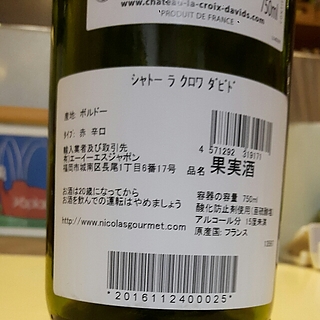 www.chateau-la-croix-davids.com
PRODUIT DE FRANCE
750ml
シャトー ラ クロワ ダビド
産地: ボルドー
タイプ: 赤 辛口
4 571292 319171
輸入業者及び取引先
有)エーイーエスジャポン
福岡市城南区長尾1丁目6番17号
品名 果実酒
お酒は20歳になってから
お酒を飲んでの運転はやめましょう
http://www.nicolasgourmet.com
容器の容量 750ml
酸化防止剤使用(亜硫酸塩)
アルコール分 15度未満
原産国: フランス
*2016112400025*